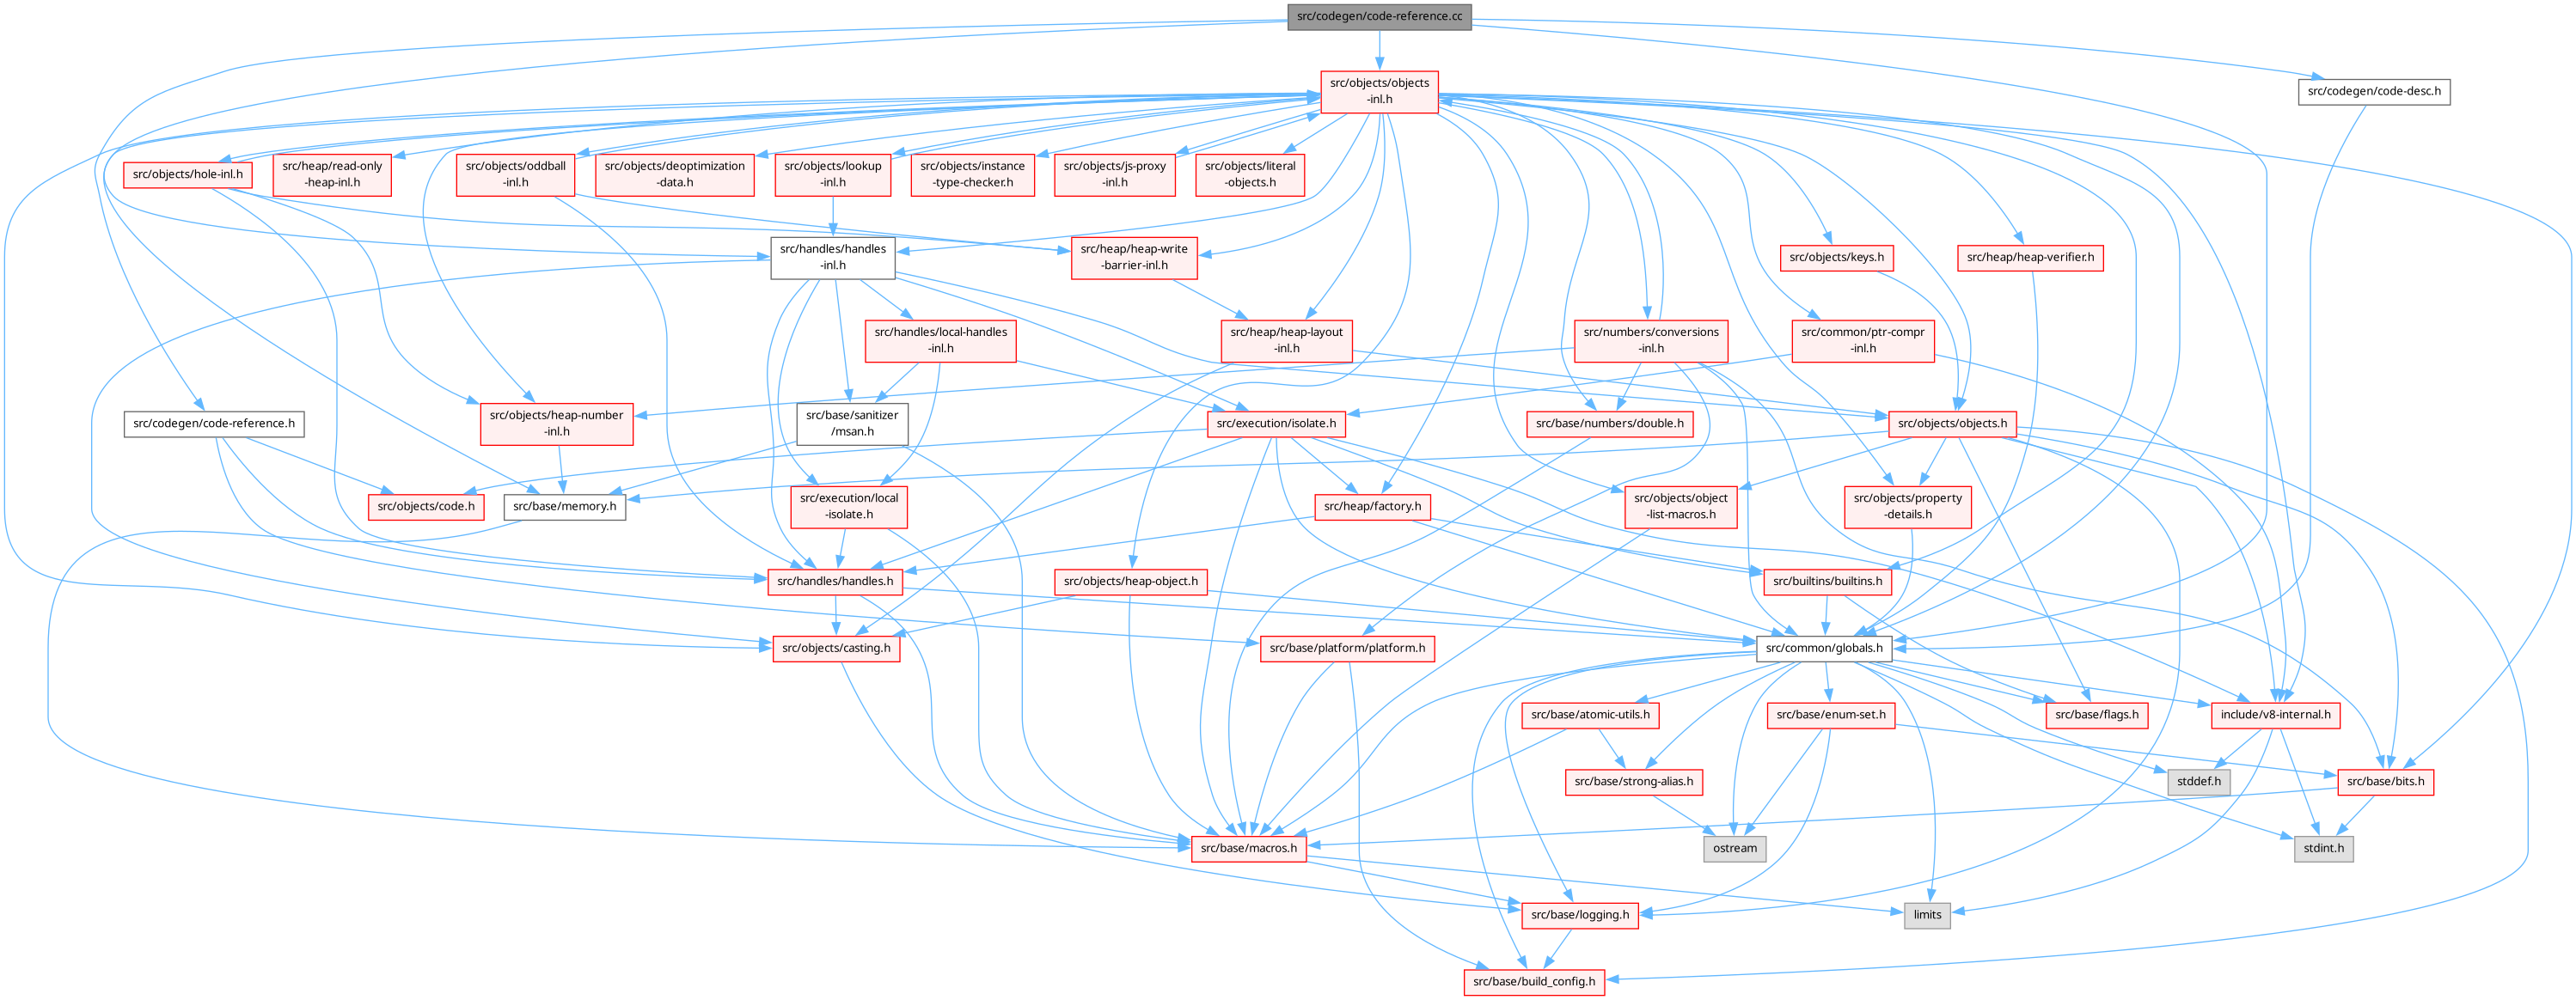 src/codegen/code-reference.cc
src/objects/objects
-inl.h
src/codegen/code-desc.h
src/objects/hole-inl.h
src/heap/read-only
-heap-inl.h
src/objects/oddball
-inl.h
src/objects/deoptimization
-data.h
src/objects/lookup
-inl.h
src/objects/instance
-type-checker.h
src/objects/js-proxy
-inl.h
src/objects/literal
-objects.h
src/handles/handles
-inl.h
src/heap/heap-write
-barrier-inl.h
src/objects/keys.h
src/heap/heap-verifier.h
src/handles/local-handles
-inl.h
src/heap/heap-layout
-inl.h
src/numbers/conversions
-inl.h
src/common/ptr-compr
-inl.h
src/codegen/code-reference.h
src/objects/heap-number
-inl.h
src/base/sanitizer
/msan.h
src/execution/isolate.h
src/base/numbers/double.h
src/objects/objects.h
src/objects/code.h
src/base/memory.h
src/execution/local
-isolate.h
src/heap/factory.h
src/objects/object
-list-macros.h
src/objects/property
-details.h
src/handles/handles.h
src/objects/heap-object.h
src/builtins/builtins.h
src/objects/casting.h
src/base/platform/platform.h
src/common/globals.h
src/base/atomic-utils.h
src/base/enum-set.h
src/base/flags.h
include/v8-internal.h
src/base/strong-alias.h
stddef.h
src/base/bits.h
src/base/macros.h
ostream
stdint.h
src/base/logging.h
limits
src/base/build_config.h